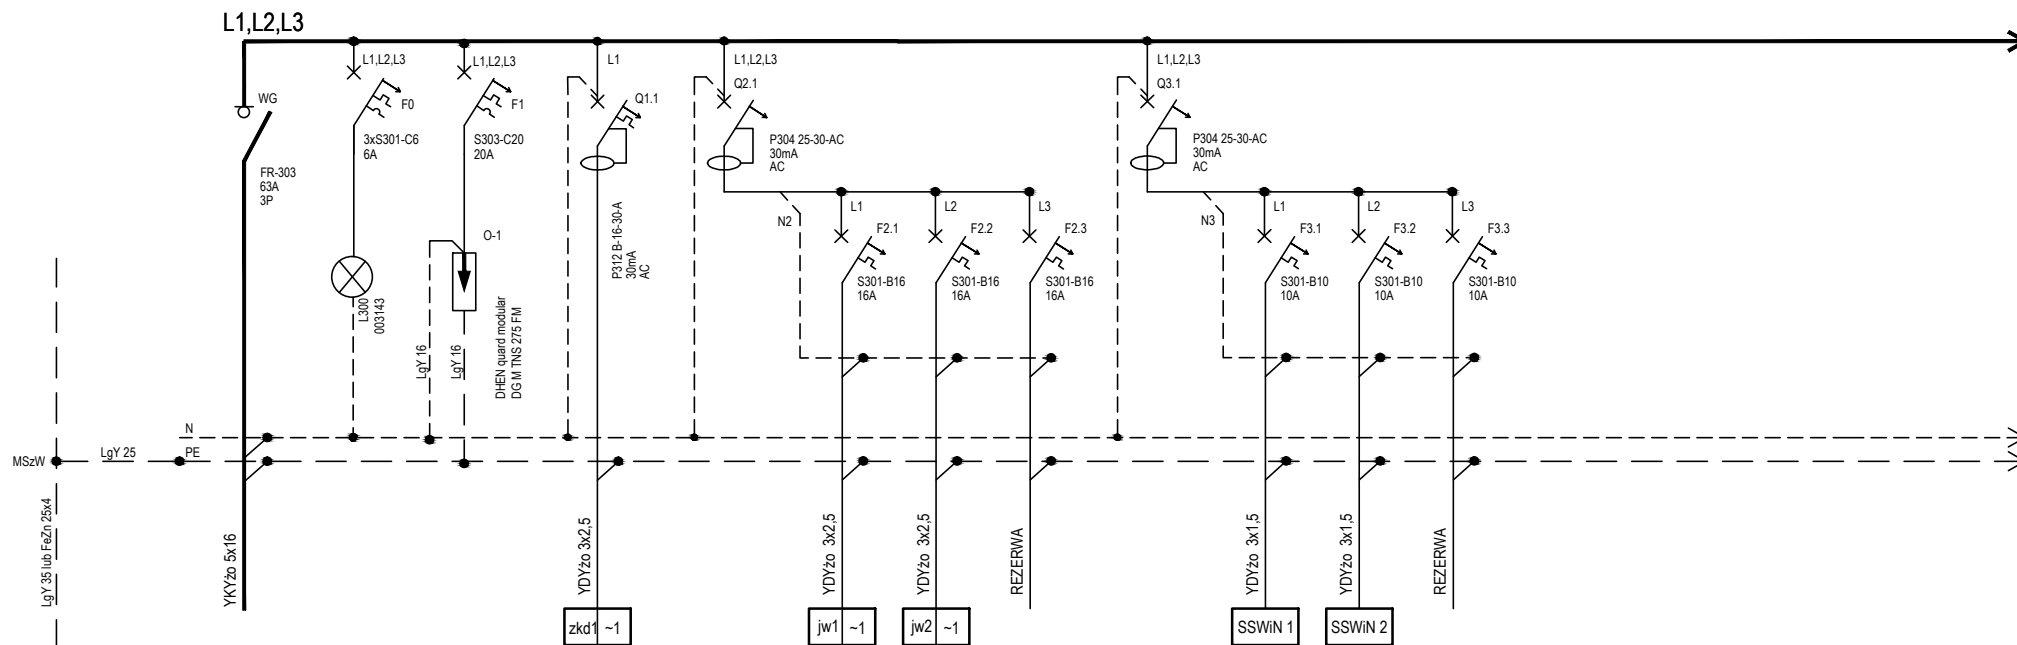 L1,L2,L3
WG
FR-303
63A
3P
YKYżo 5x16
L1,L2,L3
F0
3xS301-C6
6A
L300
003143
L1,L2,L3
F1
S303-C20
20A
O-1
LgY 16
LgY 16
DHEN quard modular
DG M TNS 275 FM
L1
Q1.1
P312 B-16-30-A
30mA
AC
YDYżo 3x2,5
zkd1 ~1
L1,L2,L3
Q2.1
P304 25-30-AC
30mA
AC
N2
L1
F2.1
S301-B16
16A
YDYżo 3x2,5
jw1 ~1
L2
F2.2
S301-B16
16A
YDYżo 3x2,5
jw2 ~1
L3
F2.3
S301-B16
16A
REZERWA
L1,L2,L3
Q3.1
P304 25-30-AC
30mA
AC
N3
L1
F3.1
S301-B10
10A
YDYżo 3x1,5
SSWiN 1
L2
F3.2
S301-B10
10A
YDYżo 3x1,5
SSWiN 2
L3
F3.3
S301-B10
10A
REZERWA
N
PE
MSzW
LgY 25
LgY 35 lub FeZn 25x4